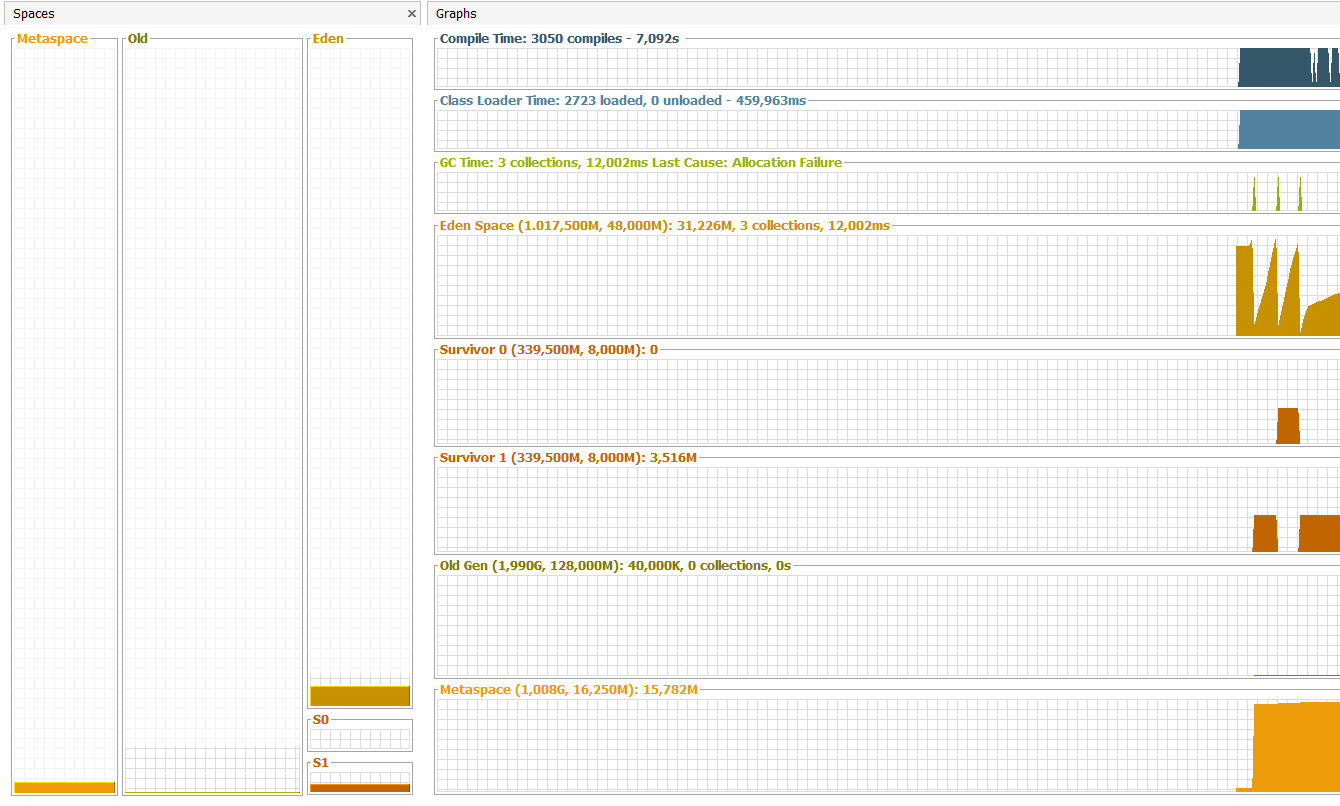 Spaces
Graphs
Metaspace
Old
Eden
S0
S1
Compile Time: 3050 compiles - 7,092s
Class Loader Time: 2723 loaded, 0 unloaded - 459,963ms
GC Time: 3 collections, 12,002ms Last Cause: Allocation Failure
Eden Space (1.017,500M, 48,000M): 31,226M, 3 collections, 12,002ms
Survivor 0 (339,500M, 8,000M): 0
Survivor 1 (339,500M, 8,000M): 3,516M
Old Gen (1,990G, 128,000M): 40,000K, 0 collections, 0s
Metaspace (1,008G, 16,250M): 15,782M